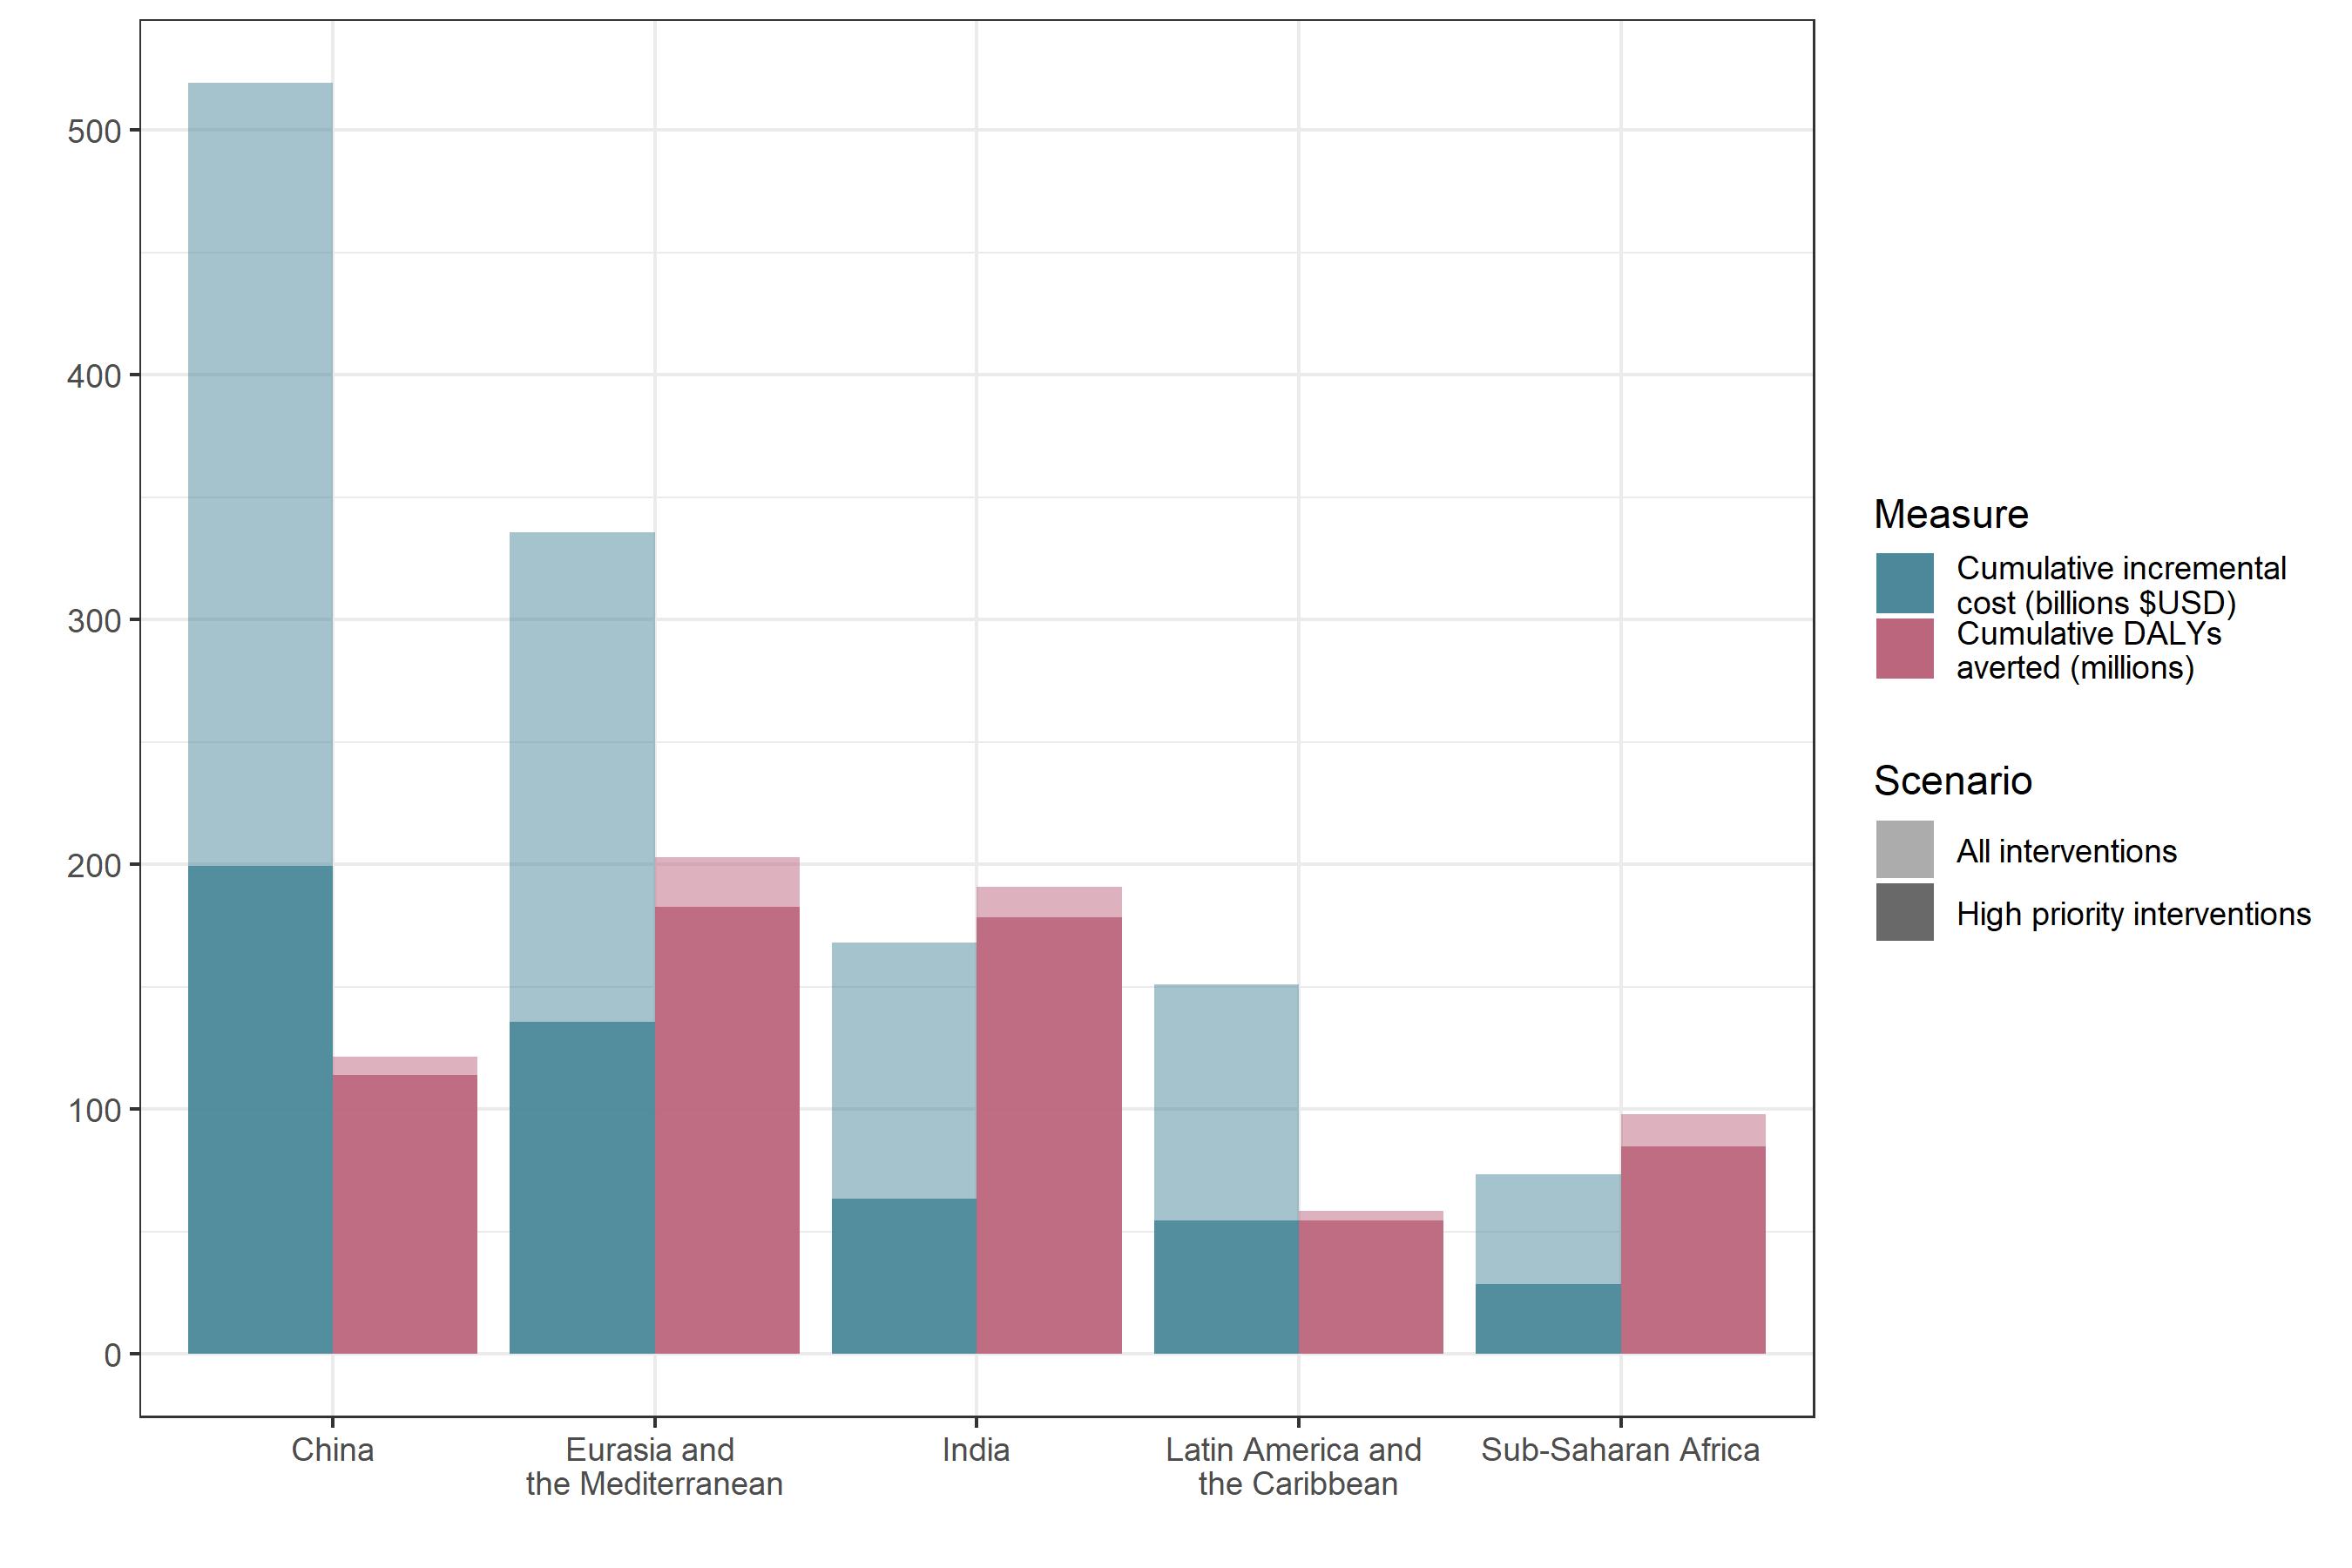 500
400
300
200
100
0
China
Eurasia and
the Mediterranean
India
Latin America and
the Caribbean
Sub-Saharan Africa
Measure
Cumulative incremental
cost (billions $USD)
Cumulative DALYs
averted (millions)
Scenario
All interventions
High priority interventions